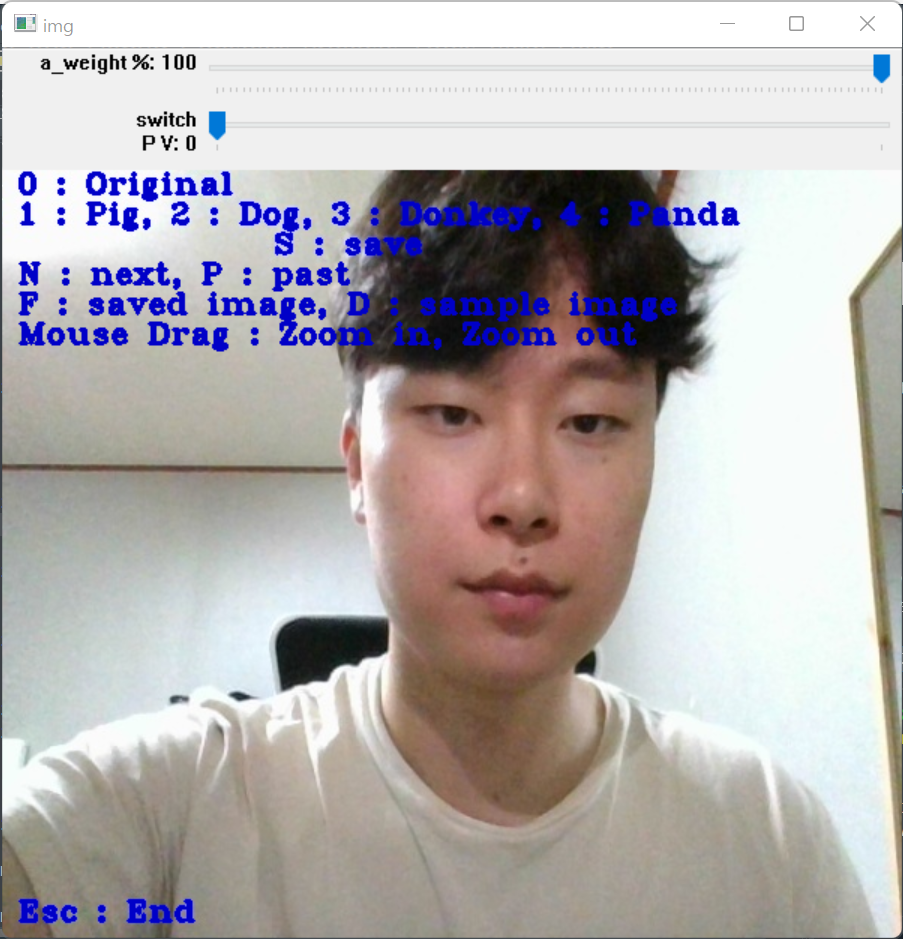 img
a_weight %: 100
switch
P V: 0
0 : Original
1 : Pig, 2 : Dog, 3 : Donkey, 4 : Panda
S : save
N : next, P : past
F : saved image, D : sample image
Mouse Drag : Zoom in, Zoom out
Esc : End